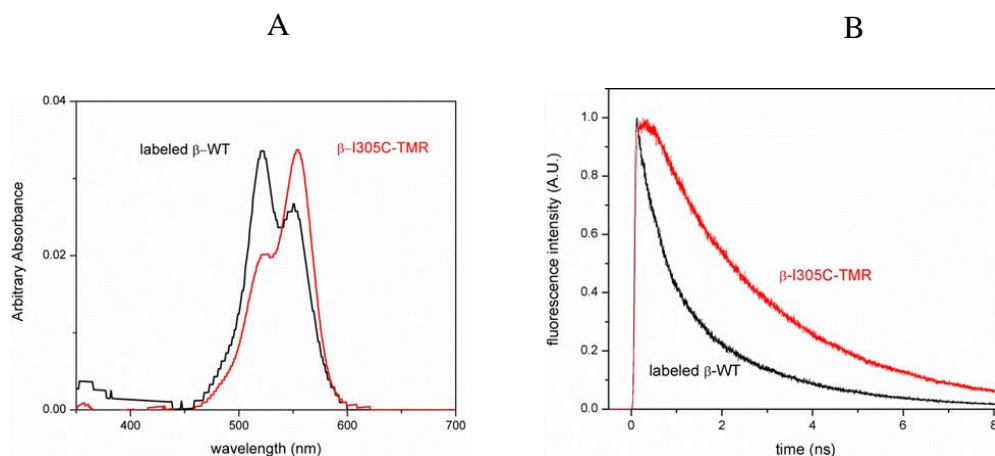 A
B
0.04
0.02
0.00
400
500
600
700
Arbitrary Absorbance
wavelength (nm)
labeled β-WT
β-I305C-TMR
1.0
0.8
0.6
0.4
0.2
0.0
0
2
4
6
8
fluorescence intensity (A.U.)
time (ns)
β-I305C-TMR
labeled β-WT